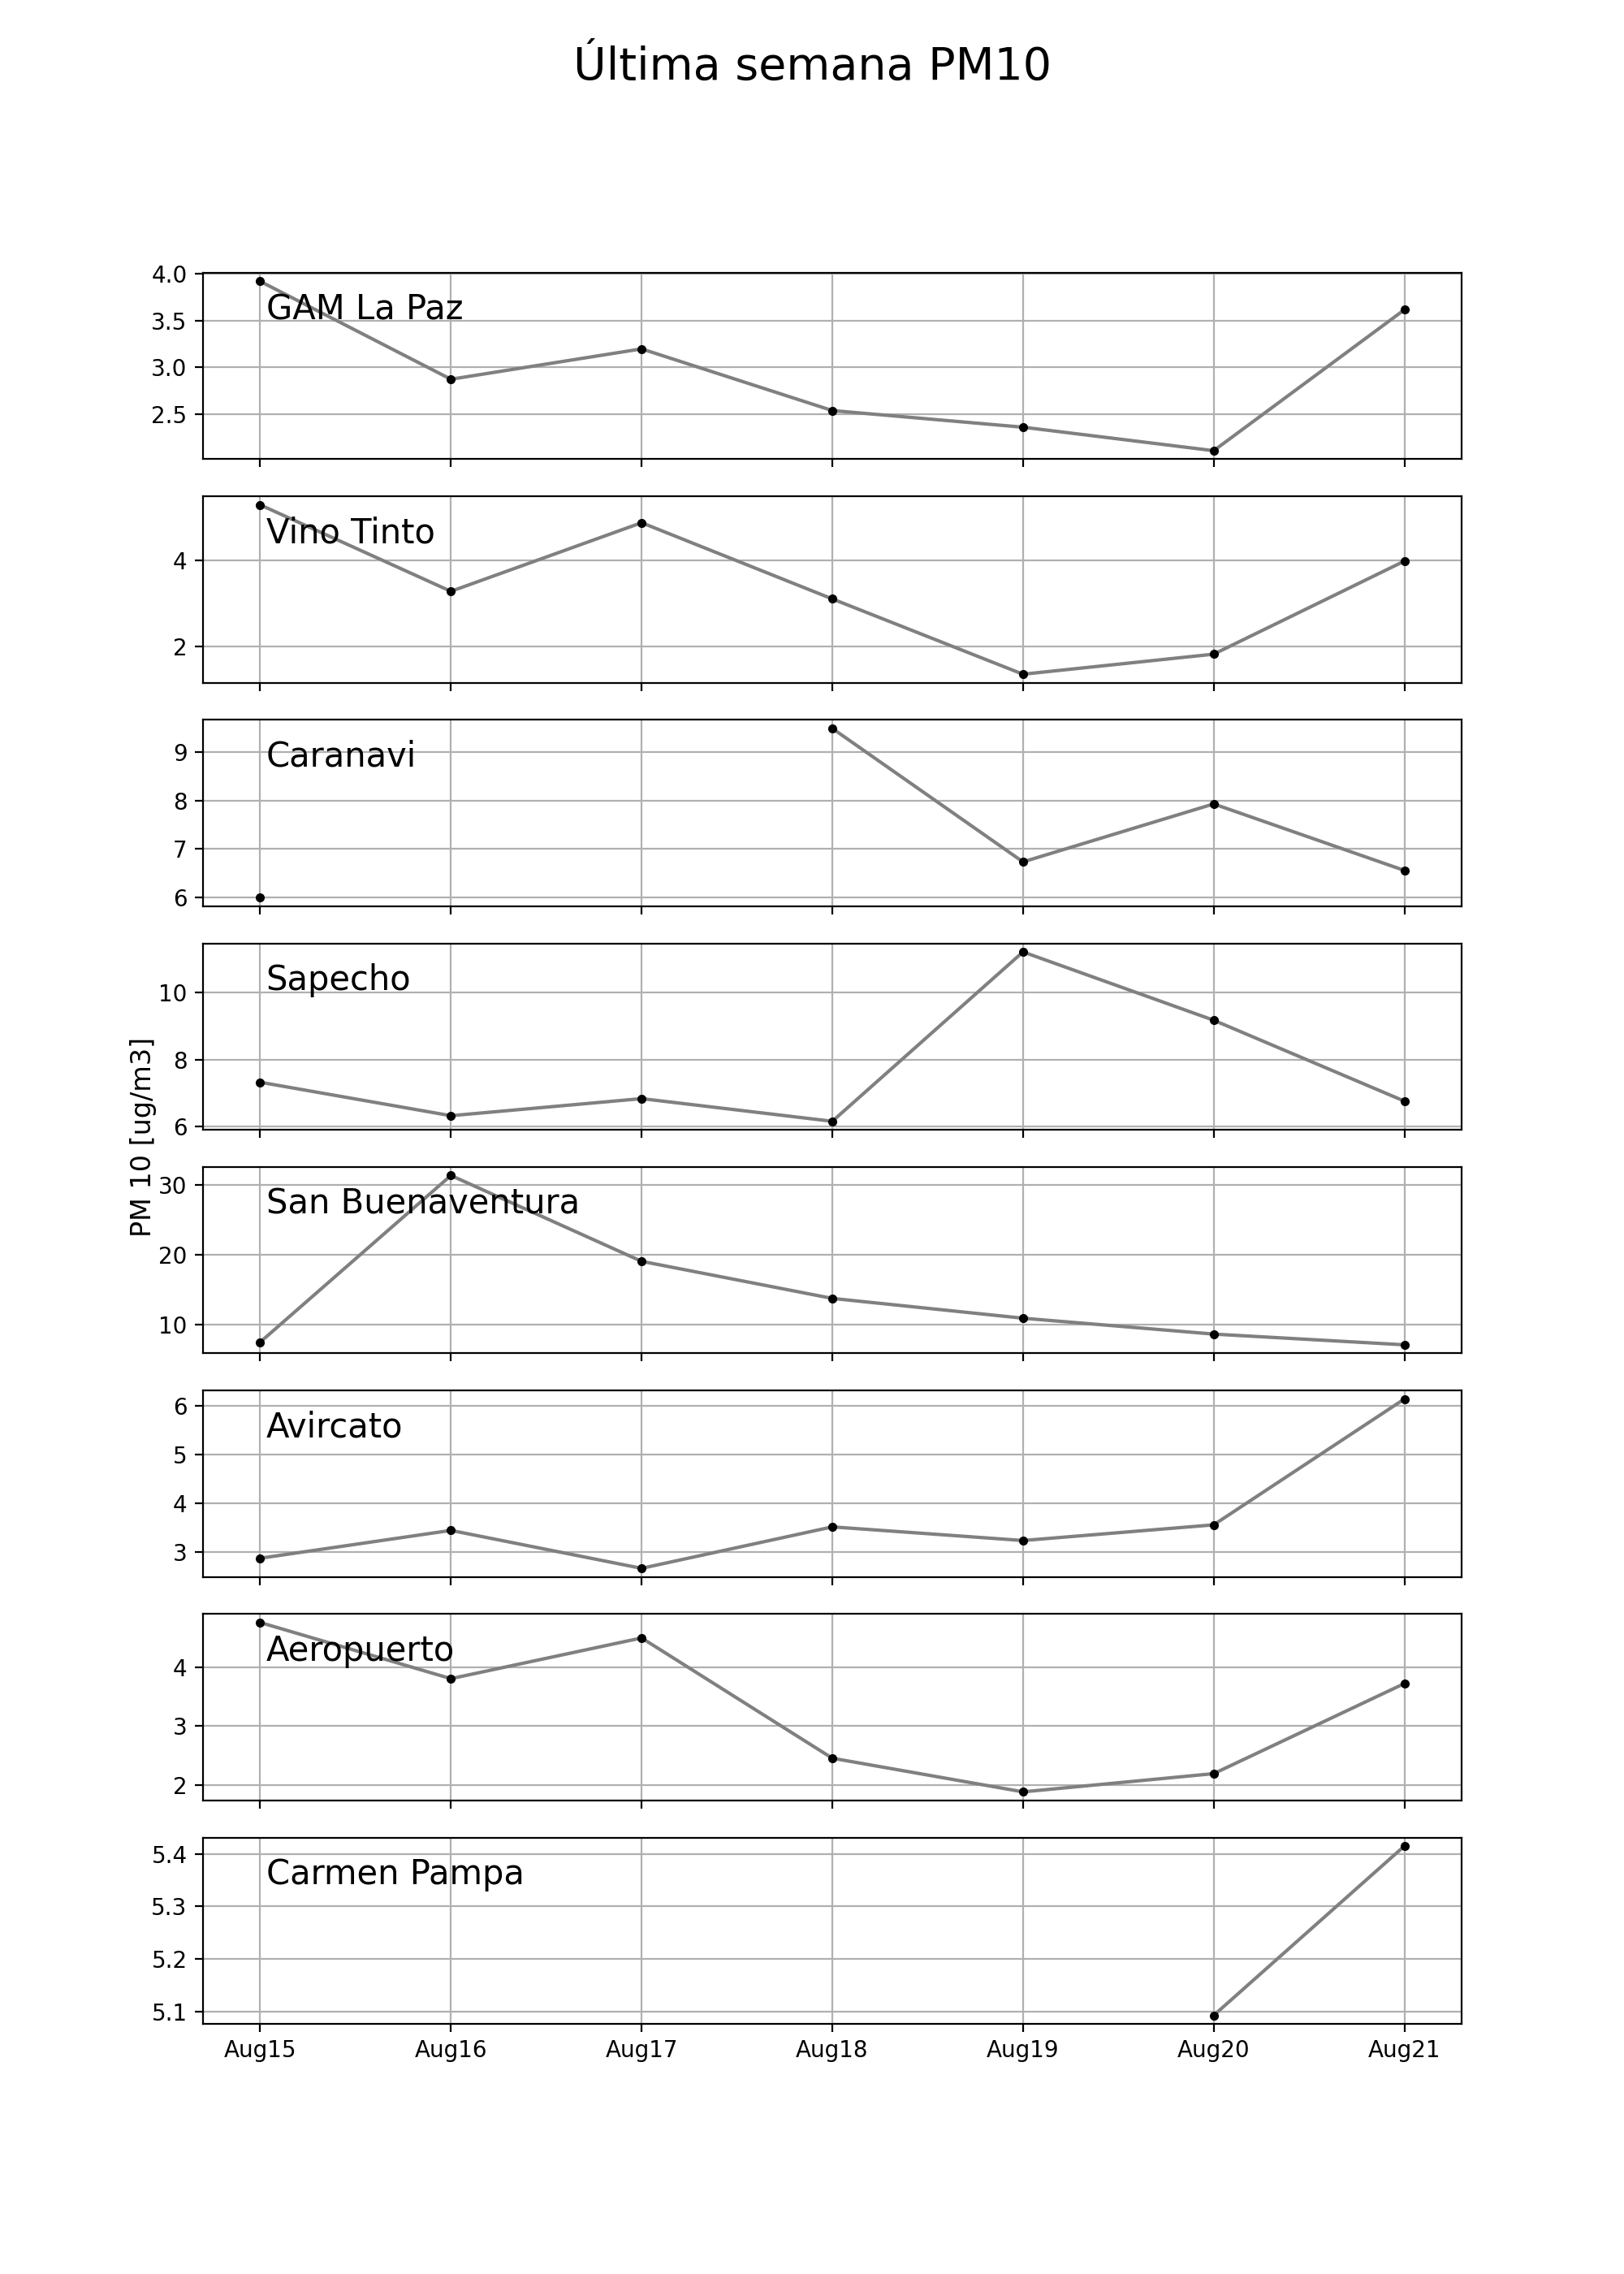 Última semana PM10
GAM La Paz
4.0
3.5
3.0
2.5
Vino Tinto
4
2
Caranavi
9
8
7
6
Sapecho
10
8
6
PM 10 [ug/m3]
San Buenaventura
30
20
10
Avircato
6
5
4
3
Aeropuerto
4
3
2
Carmen Pampa
5.4
5.3
5.2
5.1
Aug15 Aug16 Aug17 Aug18 Aug19 Aug20 Aug21